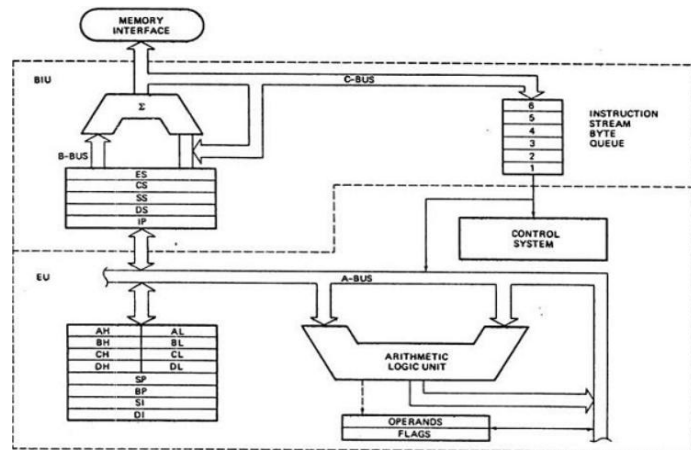 MEMORY
INTERFACE
C-BUS
BIU
Σ
B-BUS
6
5
4
3
2
1
INSTRUCTION
STREAM
BYTE
QUEUE
ES
CS
SS
DS
IP
CONTROL
SYSTEM
EU
A-BUS
AH AL
BH BL
CH CL
DH DL
SP
BP
SI
DI
ARITHMETIC
LOGIC UNIT
OPERANDS
FLAGS